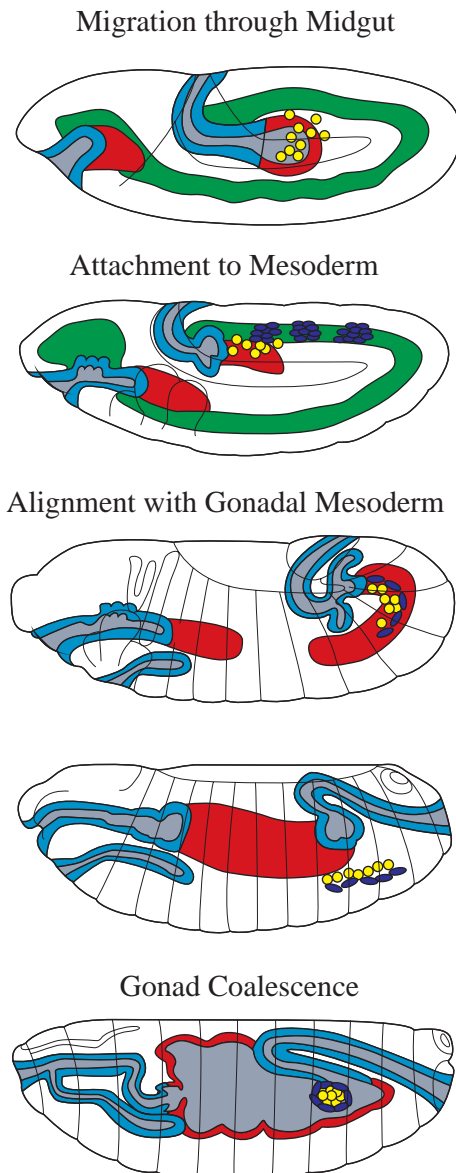 Migration through Midgut
Attachment to Mesoderm
Alignment with Gonadal Mesoderm
Gonad Coalescence